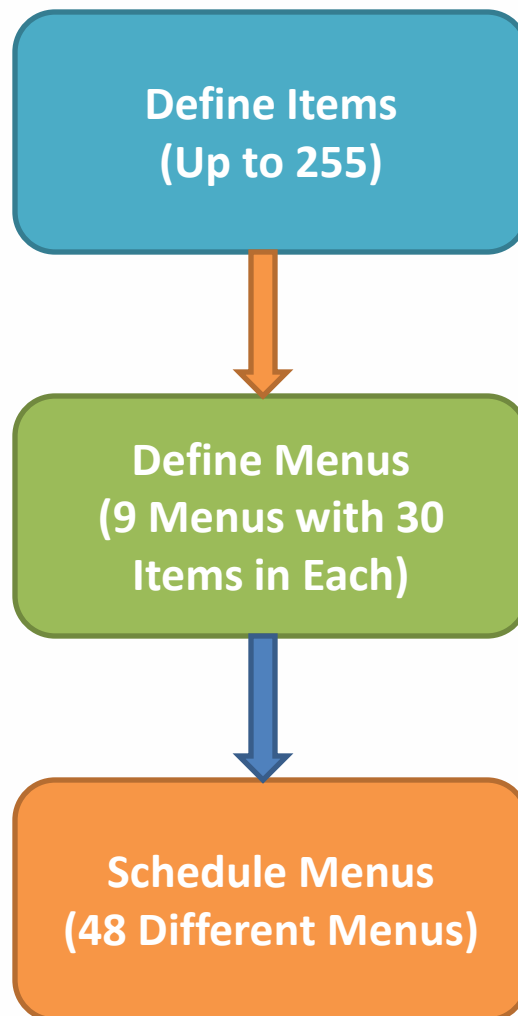 Define Items
(Up to 255)
Define Menus
(9 Menus with 30
Items in Each)
Schedule Menus
(48 Different Menus)